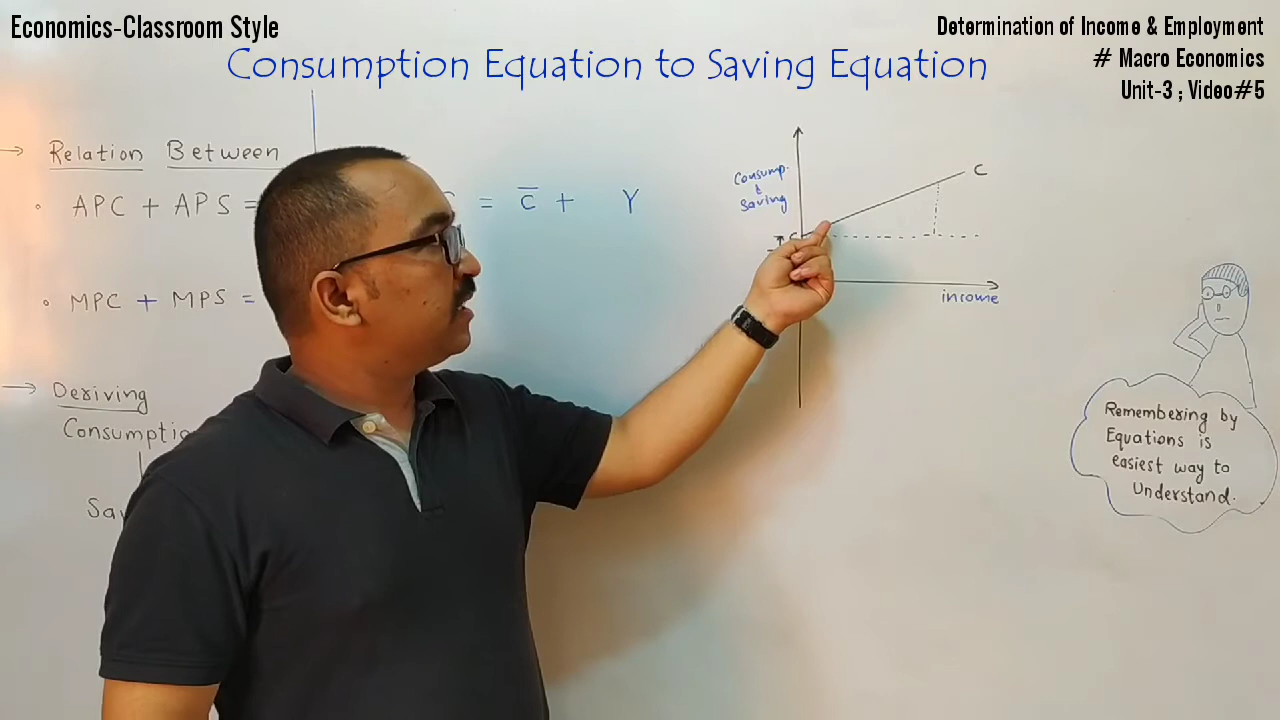 Economics-Classroom Style
Determination of Income & Employment
# Macro Economics
Unit-3 ; Video#5
Consumption Equation to Saving Equation
→ Relation Between
• APC + APS =
= c̅ + Y
• MPC + MPS =
→ Deriving
Consump.
&
Saving
C
income
Remembering by
Equations is
easiest way to
Understand.